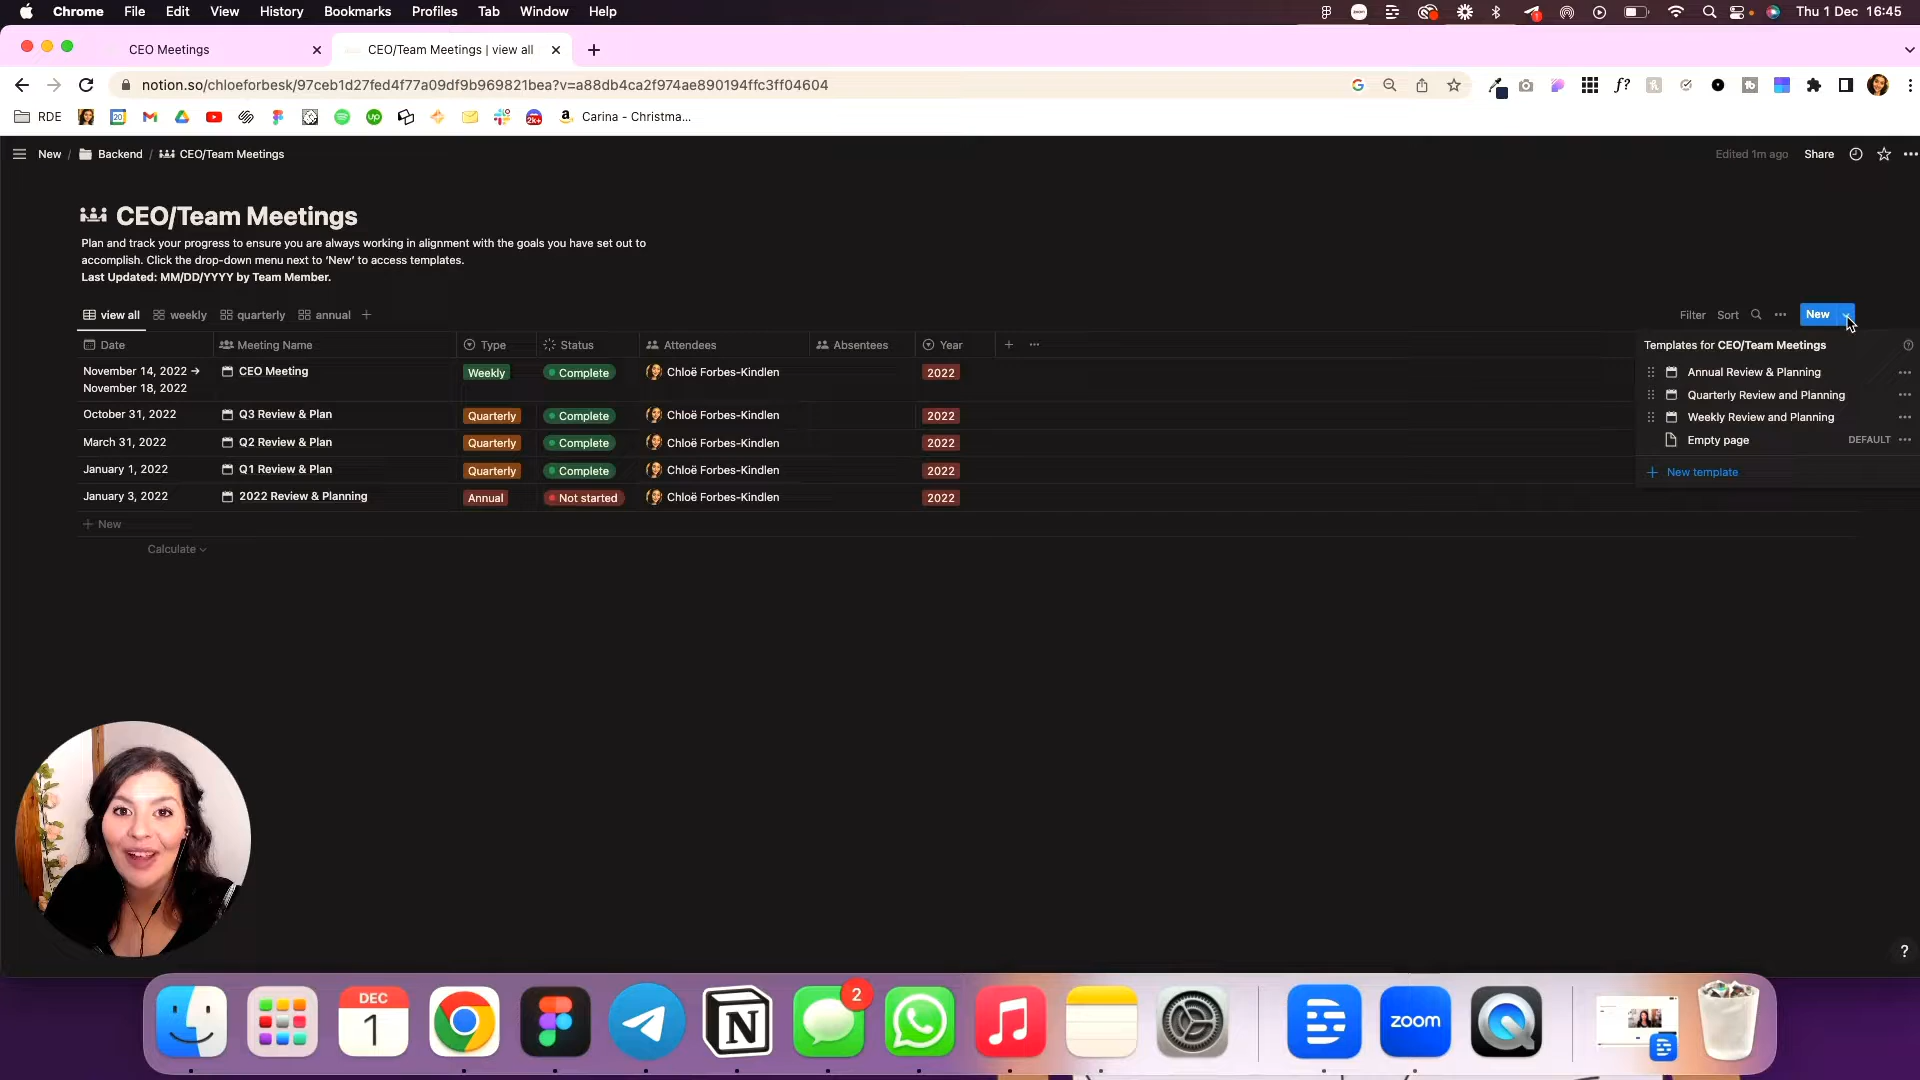 Chrome File Edit View History Bookmarks Profiles Tab Window Help Thu 1 Dec 16:45
CEO Meetings
CEO/Team Meetings | view all
notion.so/chloeforbesk/97ceb1d27fed4f77a09df9b969821bea?v=a88db4ca2f974ae890194ffc3ff04604
RDE Carina - Christma...
New / Backend / CEO/Team Meetings
Edited 1m ago Share
CEO/Team Meetings
Plan and track your progress to ensure you are always working in alignment with the goals you have set out to
accomplish. Click the drop-down menu next to 'New' to access templates.
Last Updated: MM/DD/YYYY by Team Member.
view all weekly quarterly annual
Filter Sort New
Date Meeting Name Type Status Attendees Absentees Year
November 14, 2022 → CEO Meeting Weekly Complete Chloë Forbes-Kindlen 2022
November 18, 2022
October 31, 2022 Q3 Review & Plan Quarterly Complete Chloë Forbes-Kindlen 2022
March 31, 2022 Q2 Review & Plan Quarterly Complete Chloë Forbes-Kindlen 2022
January 1, 2022 Q1 Review & Plan Quarterly Complete Chloë Forbes-Kindlen 2022
January 3, 2022 2022 Review & Planning Annual Not started Chloë Forbes-Kindlen 2022
+ New
Calculate
Templates for CEO/Team Meetings
Annual Review & Planning
Quarterly Review and Planning
Weekly Review and Planning
Empty page DEFAULT
+ New template
?
DEC
1
2
zoom